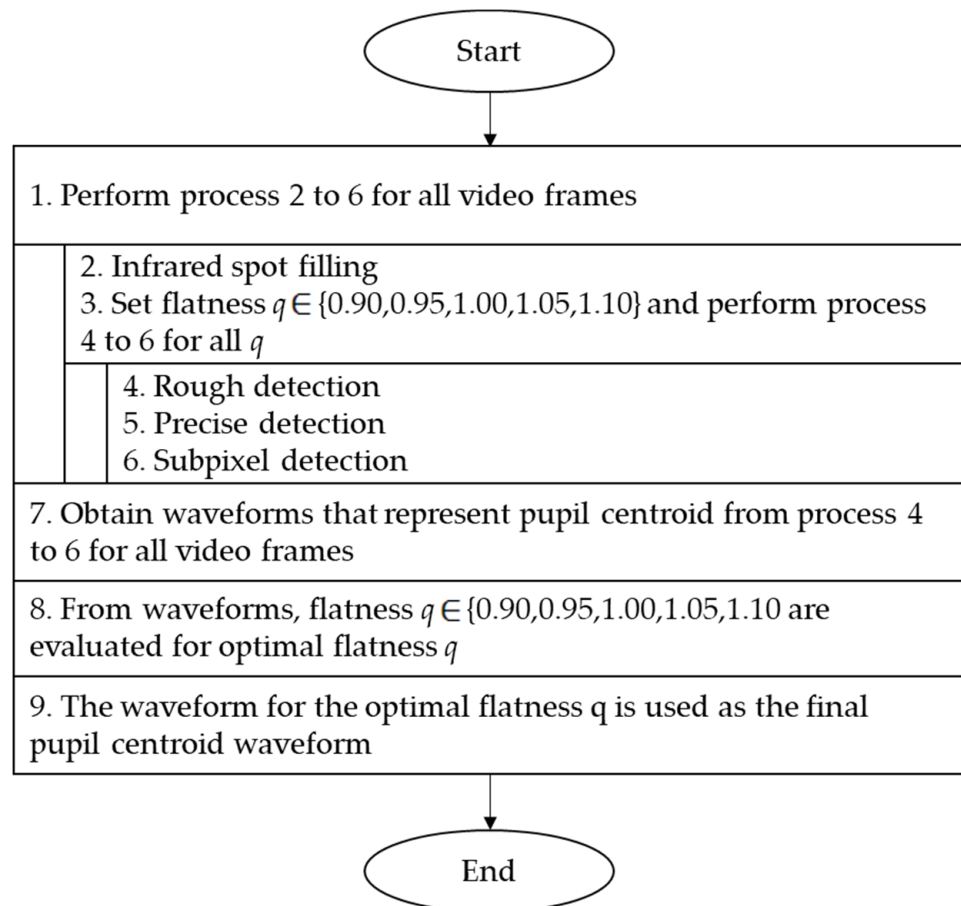 Start
1. Perform process 2 to 6 for all video frames
2. Infrared spot filling
3. Set flatness q ∈ {0.90,0.95,1.00,1.05,1.10} and perform process
4 to 6 for all q
4. Rough detection
5. Precise detection
6. Subpixel detection
7. Obtain waveforms that represent pupil centroid from process 4
to 6 for all video frames
8. From waveforms, flatness q ∈ {0.90,0.95,1.00,1.05,1.10 are
evaluated for optimal flatness q
9. The waveform for the optimal flatness q is used as the final
pupil centroid waveform
End